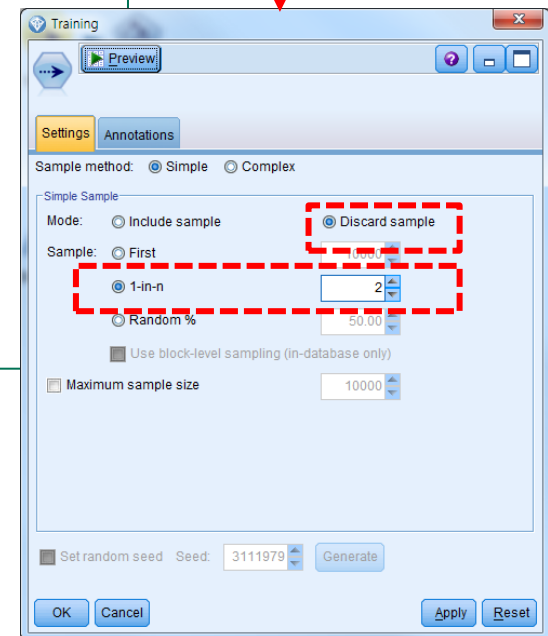 Training
Preview
Settings Annotations
Sample method: Simple Complex
Simple Sample
Mode: Include sample Discard sample
Sample: First 10000
1-in-n 2
Random % 50.00
Use block-level sampling (in-database only)
Maximum sample size 10000
Set random seed Seed: 3111979 Generate
OK Cancel Apply Reset